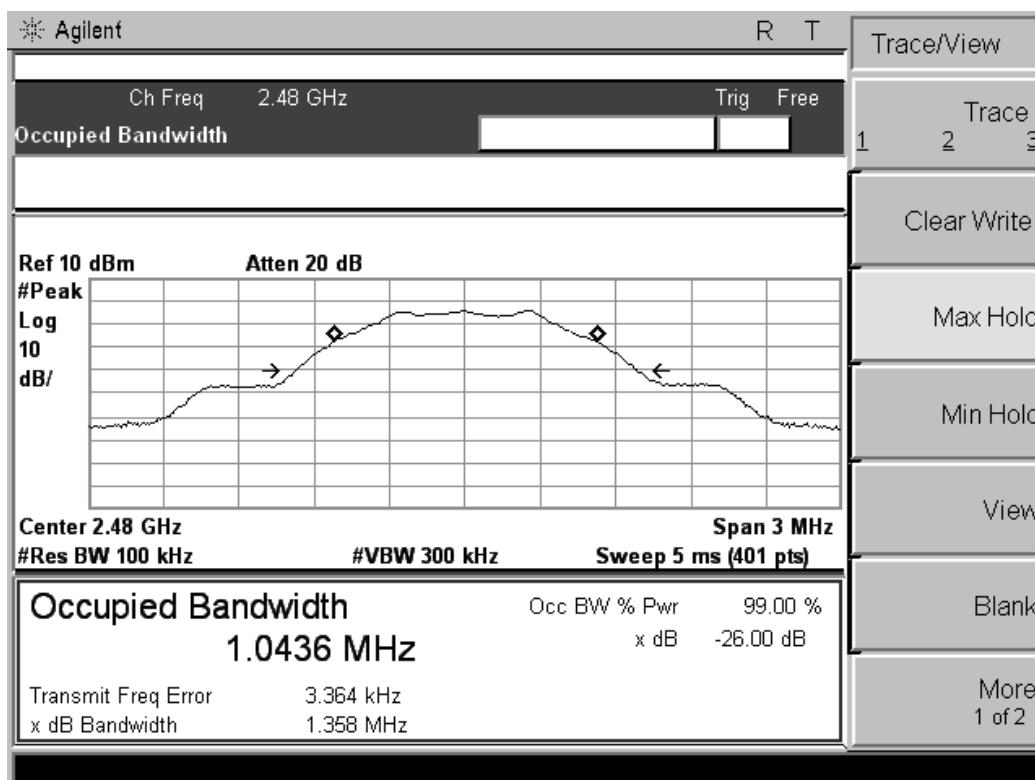 Agilent R T
Trace/View
Ch Freq 2.48 GHz Trig Free
Occupied Bandwidth
Trace
1 2 3
Clear Write
Ref 10 dBm Atten 20 dB
#Peak
Log
10
dB/
Max Hold
Min Hold
View
Center 2.48 GHz Span 3 MHz
#Res BW 100 kHz #VBW 300 kHz Sweep 5 ms (401 pts)
Occupied Bandwidth
1.0436 MHz
Occ BW % Pwr 99.00 %
x dB -26.00 dB
Blank
Transmit Freq Error 3.364 kHz
x dB Bandwidth 1.358 MHz
More
1 of 2